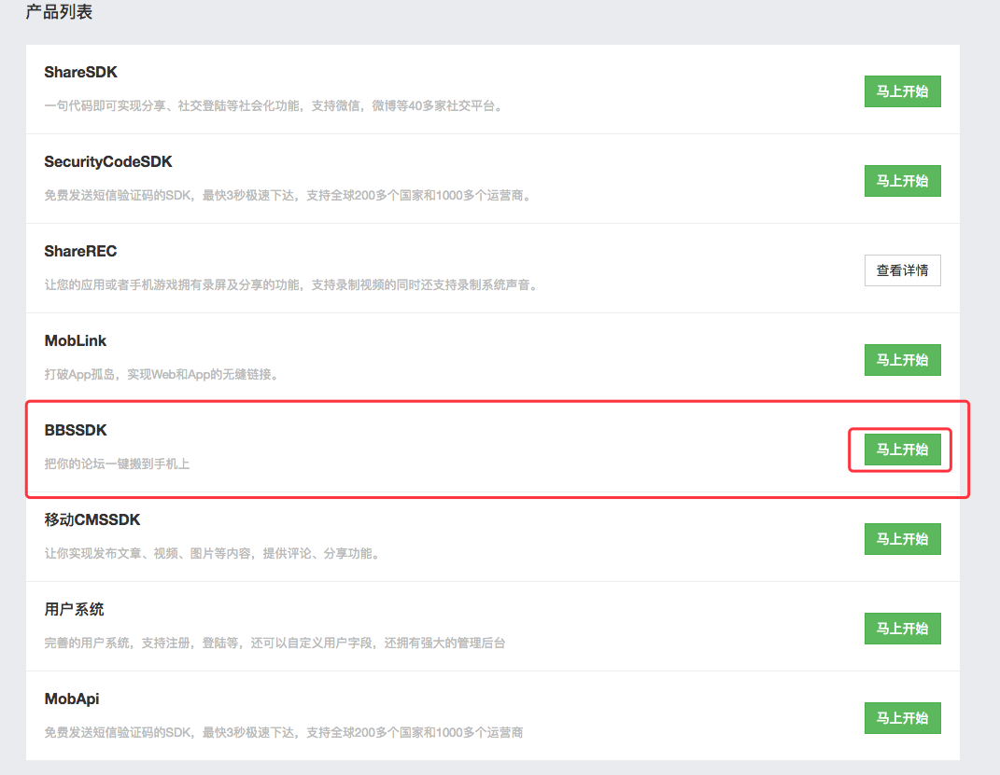 产品列表
ShareSDK
一句代码即可实现分享、社交登陆等社会化功能，支持微信，微博等40多家社交平台。
马上开始
SecurityCodeSDK
免费发送短信验证码的SDK，最快3秒极速下达，支持全球200多个国家和1000多个运营商。
马上开始
ShareREC
让您的应用或者手机游戏拥有录屏及分享的功能，支持录制视频的同时还支持录制系统声音。
查看详情
MobLink
打破App孤岛，实现Web和App的无缝链接。
马上开始
BBSSDK
把你的论坛一键搬到手机上
马上开始
移动CMSSDK
让你实现发布文章、视频、图片等内容，提供评论、分享功能。
马上开始
用户系统
完善的用户系统，支持注册，登陆等，还可以自定义用户字段，还拥有强大的管理后台
马上开始
MobApi
免费发送短信验证码的SDK，最快3秒极速下达，支持全球200多个国家和1000多个运营商
马上开始